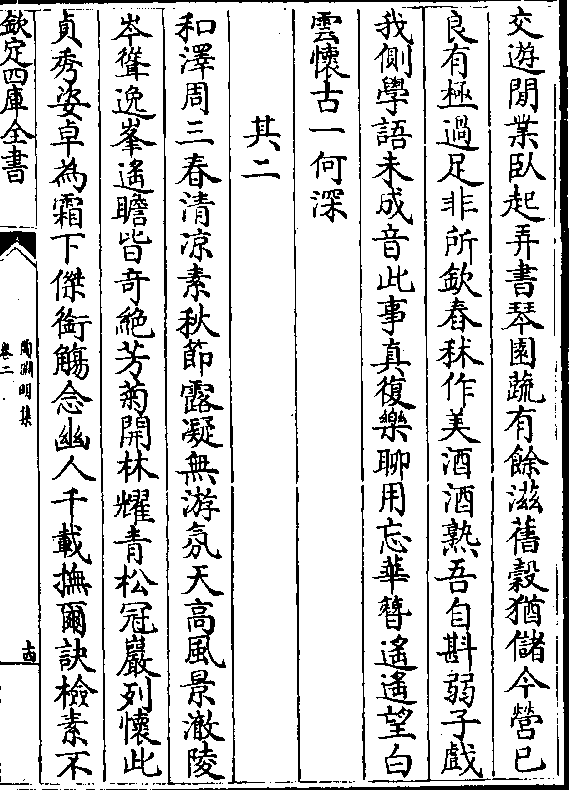 交遊閒業臥起弄書琴園蔬有餘滋舊穀猶儲今營已
良有極過足非所欽舂秫作美酒酒熟吾自斟弱子戲
我側學語未成音此事真復樂聊用忘華簪遙遙望白
雲懷古一何深
其二
和澤周三春清凉素秋節露凝無游氛天高風景澈陵
岑聳逸峯遙瞻皆奇絶芳菊開林耀青松冠巖列懷此
貞秀姿卓為霜下傑銜觴念幽人千載撫爾訣檢素不
欽定四庫全書
陶淵明集
卷二
十四